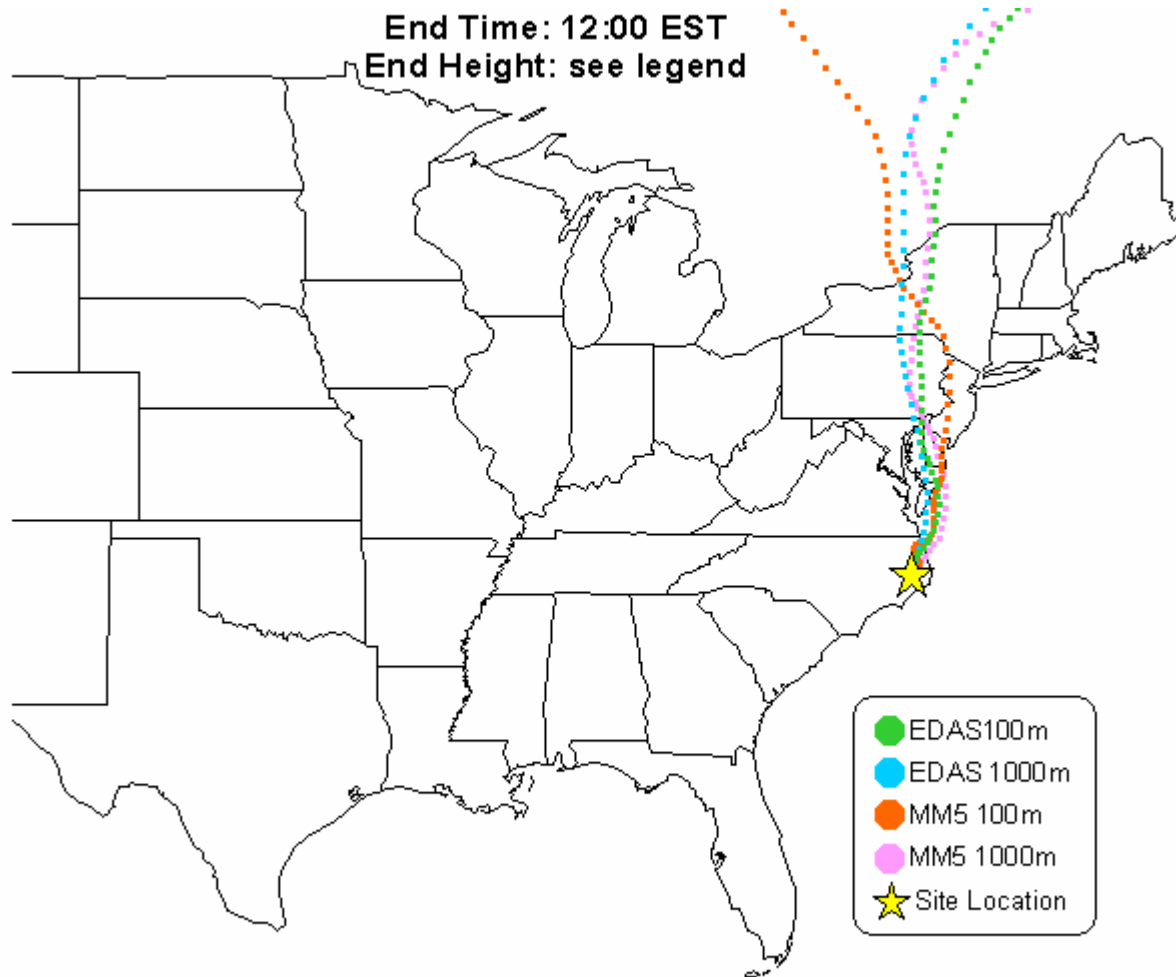 End Time: 12:00 EST
End Height: see legend
EDAS100m
EDAS 1000m
MM5 100m
MM5 1000m
Site Location